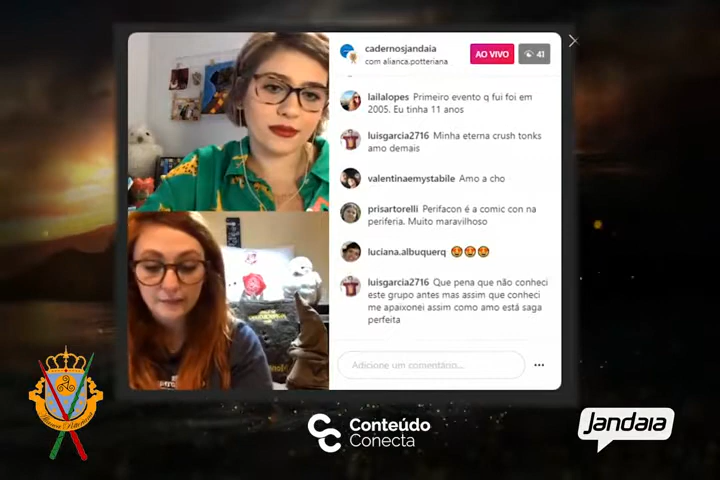 cadernosjandaia
com alianca.potteriana
AO VIVO
41
lailalopes Primeiro evento q fui foi em
2005. Eu tinha 11 anos
luisgarcia2716 Minha eterna crush tonks
amo demais
valentinaemystabile Amo a cho
prisartorelli Perifacon é a comic con na
periferia. Muito maravilhoso
luciana.albuquerq 🤩🤩🤩
luisgarcia2716 Que pena que não conheci
este grupo antes mas assim que conheci
me apaixonei assim como amo está saga
perfeita
Adicione um comentário...
Conteúdo
Conecta
Jandaia